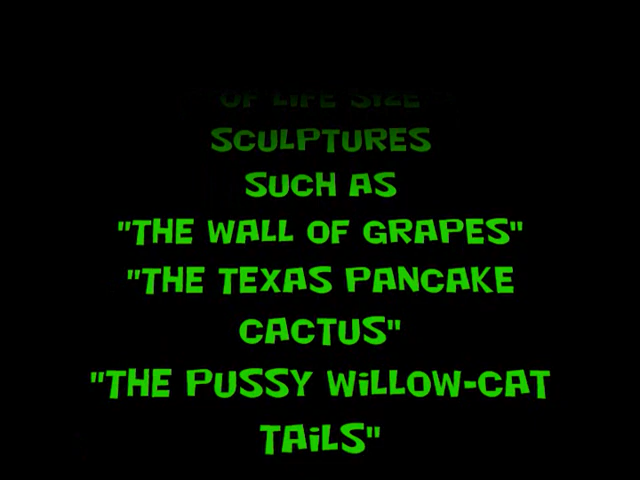 OF LIFE SIZE
SCULPTURES
SUCH AS
"THE WALL OF GRAPES"
"THE TEXAS PANCAKE
CACTUS"
"THE PUSSY WiLLOW-CAT
TAiLS"